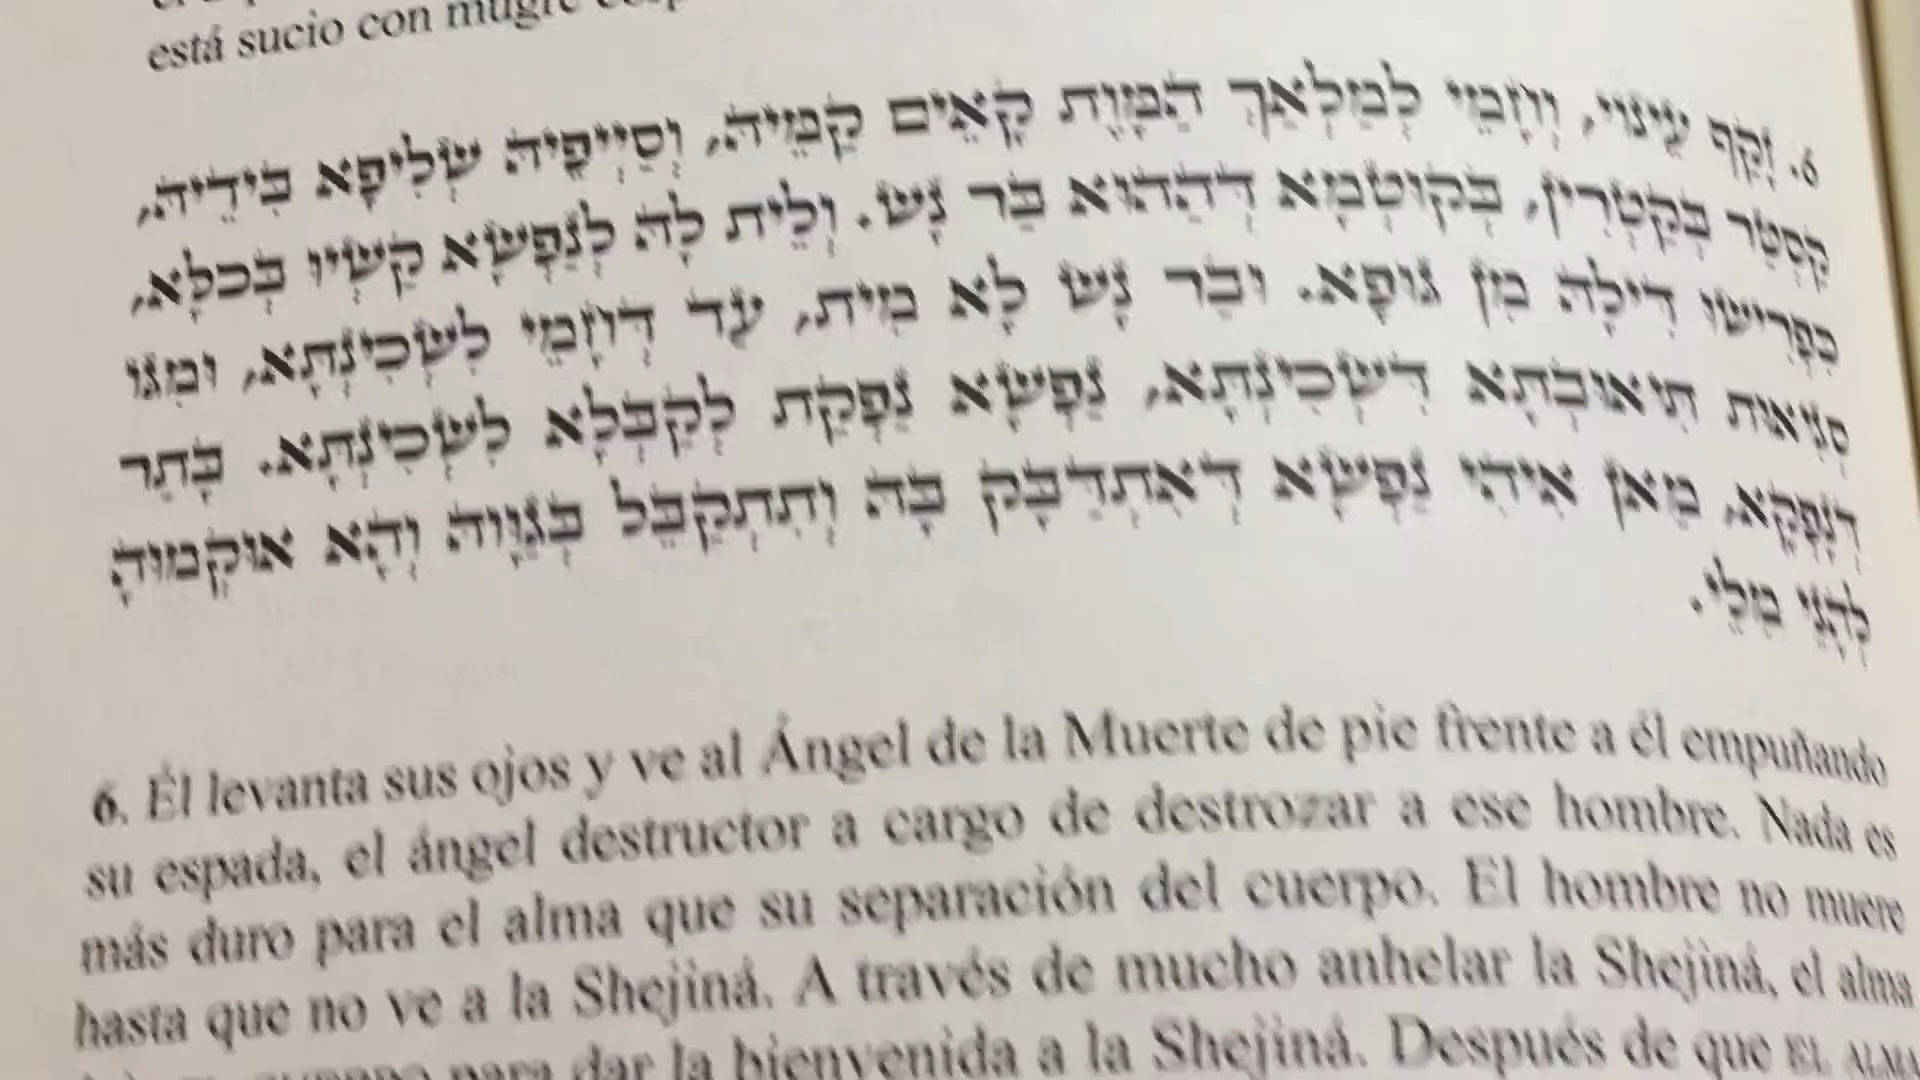 está sucio con mugre
6. זָקַף עֵינוֹי, וְחָמֵי לְמַלְאַךְ הַמָּוֶת קָאֵים קַמֵּיהּ, וְסַיְיפֵיהּ שְׁלִיפָא בִּידֵיהּ,
קַסְטַר בְּקִטְרִין, בְּקוּטְמָא דְּהַהוּא בַּר נָשׁ. וְלֵית לָהּ לְנַפְשָׁא קַשְׁיוּ בְּכֹלָּא,
כִּפְרִישׁוּ דִּילָהּ מִן גּוּפָא. וּבַר נָשׁ לָא מִית, עַד דְּחָמֵי לִשְׁכִינְתָּא, וּמִגּוֹ
סְגִיאוּת תִּיאוּבְתָּא דִּשְׁכִינְתָּא, נַפְשָׁא נַפְקַת לְקַבְּלָא לִשְׁכִינְתָּא. בָּתַר
דְּנָפְקָא, מַאן אִיהִי נַפְשָׁא דְּאִתְדַּבָּק בָּהּ וְתִתְקַבֵּל בְּגַוָּוהּ וְהָא אוּקְמוּהָ
לְהָנֵי מִלֵּי.
6. Él levanta sus ojos y ve al Ángel de la Muerte de pie frente a él empuñando
su espada, el ángel destructor a cargo de destrozar a ese hombre. Nada es
más duro para el alma que su separación del cuerpo. El hombre no muere
hasta que no ve a la Shejiná. A través de mucho anhelar la Shejiná, el alma
para dar la bienvenida a la Shejiná. Después de que EL ALMA